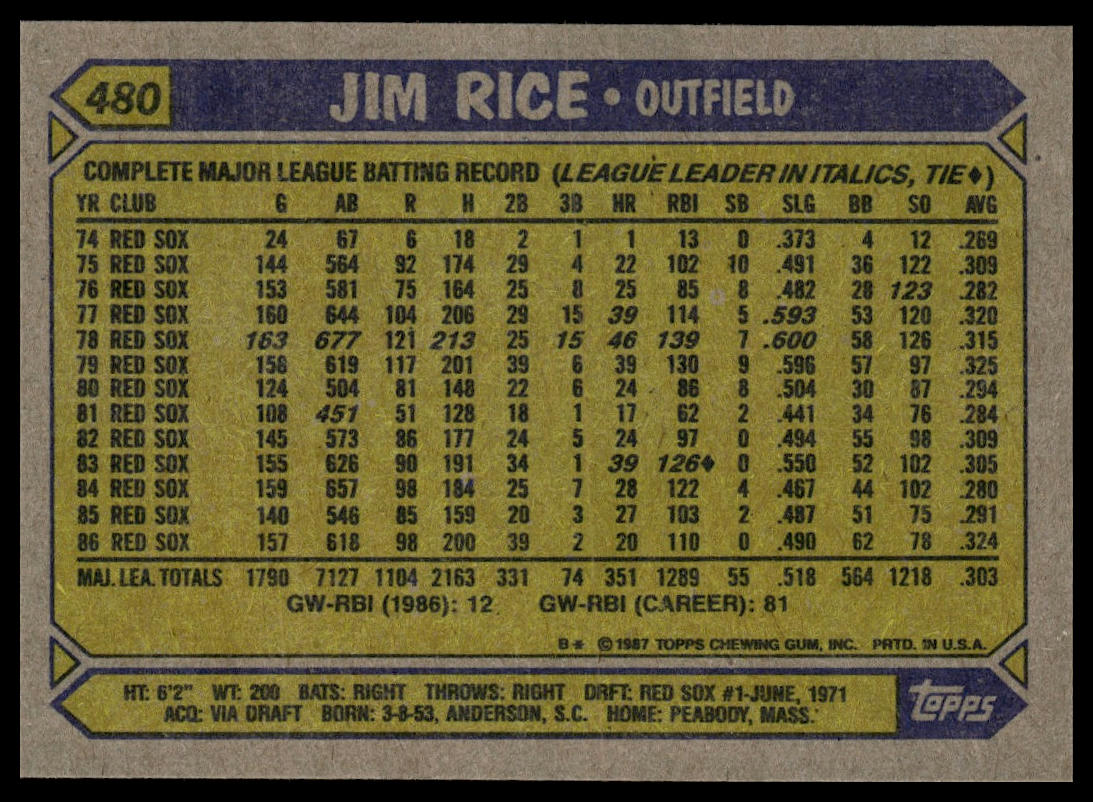 480 JIM RICE • OUTFIELD
COMPLETE MAJOR LEAGUE BATTING RECORD (LEAGUE LEADER IN ITALICS, TIE♦)
YR CLUB G AB R H 2B 3B HR RBI SB SLG BB SO AVG
74 RED SOX 24 67 6 18 2 1 1 13 0 .373 4 12 .269
75 RED SOX 144 564 92 174 29 4 22 102 10 .491 36 122 .309
76 RED SOX 153 581 75 164 25 8 25 85 8 .482 28 123 .282
77 RED SOX 160 644 104 206 29 15 39 114 5 .593 53 120 .320
78 RED SOX 163 677 121 213 25 15 46 139 7 .600 58 126 .315
79 RED SOX 158 619 117 201 39 6 39 130 9 .596 57 97 .325
80 RED SOX 124 504 81 148 22 6 24 86 8 .504 30 87 .294
81 RED SOX 108 451 51 128 18 1 17 62 2 .441 34 76 .284
82 RED SOX 145 573 86 177 24 5 24 97 0 .494 55 98 .309
83 RED SOX 155 626 90 191 34 1 39 126♦ 0 .550 52 102 .305
84 RED SOX 159 657 98 184 25 7 28 122 4 .467 44 102 .280
85 RED SOX 140 546 85 159 20 3 27 103 2 .487 51 75 .291
86 RED SOX 157 618 98 200 39 2 20 110 0 .490 62 78 .324
MAJ. LEA. TOTALS 1790 7127 1104 2163 331 74 351 1289 55 .518 564 1218 .303
GW-RBI (1986): 12 GW-RBI (CAREER): 81
B* © 1987 TOPPS CHEWING GUM, INC. PRTD. IN U.S.A.
HT: 6'2" WT: 200 BATS: RIGHT THROWS: RIGHT DRFT: RED SOX #1-JUNE, 1971
ACQ: VIA DRAFT BORN: 3-8-53, ANDERSON, S.C. HOME: PEABODY, MASS.
topps